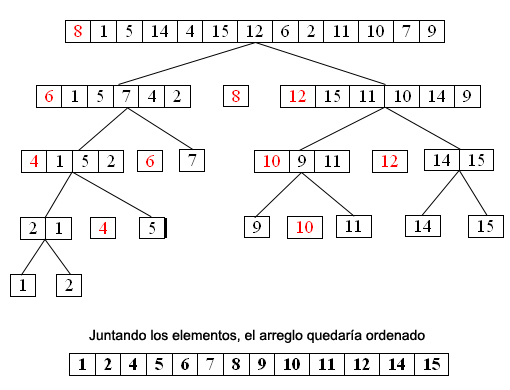 8 1 5 14 4 15 12 6 2 11 10 7 9
6 1 5 7 4 2 8 12 15 11 10 14 9
4 1 5 2 6 7 10 9 11 12 14 15
2 1 4 5 9 10 11 14 15
1 2
Juntando los elementos, el arreglo quedaría ordenado
1 2 4 5 6 7 8 9 10 11 12 14 15